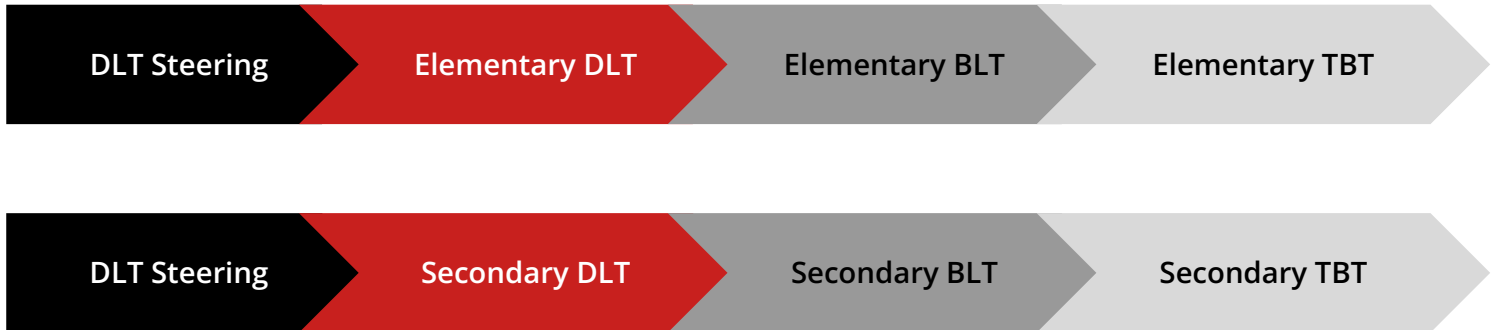 DLT Steering Elementary DLT Elementary BLT Elementary TBT
DLT Steering Secondary DLT Secondary BLT Secondary TBT